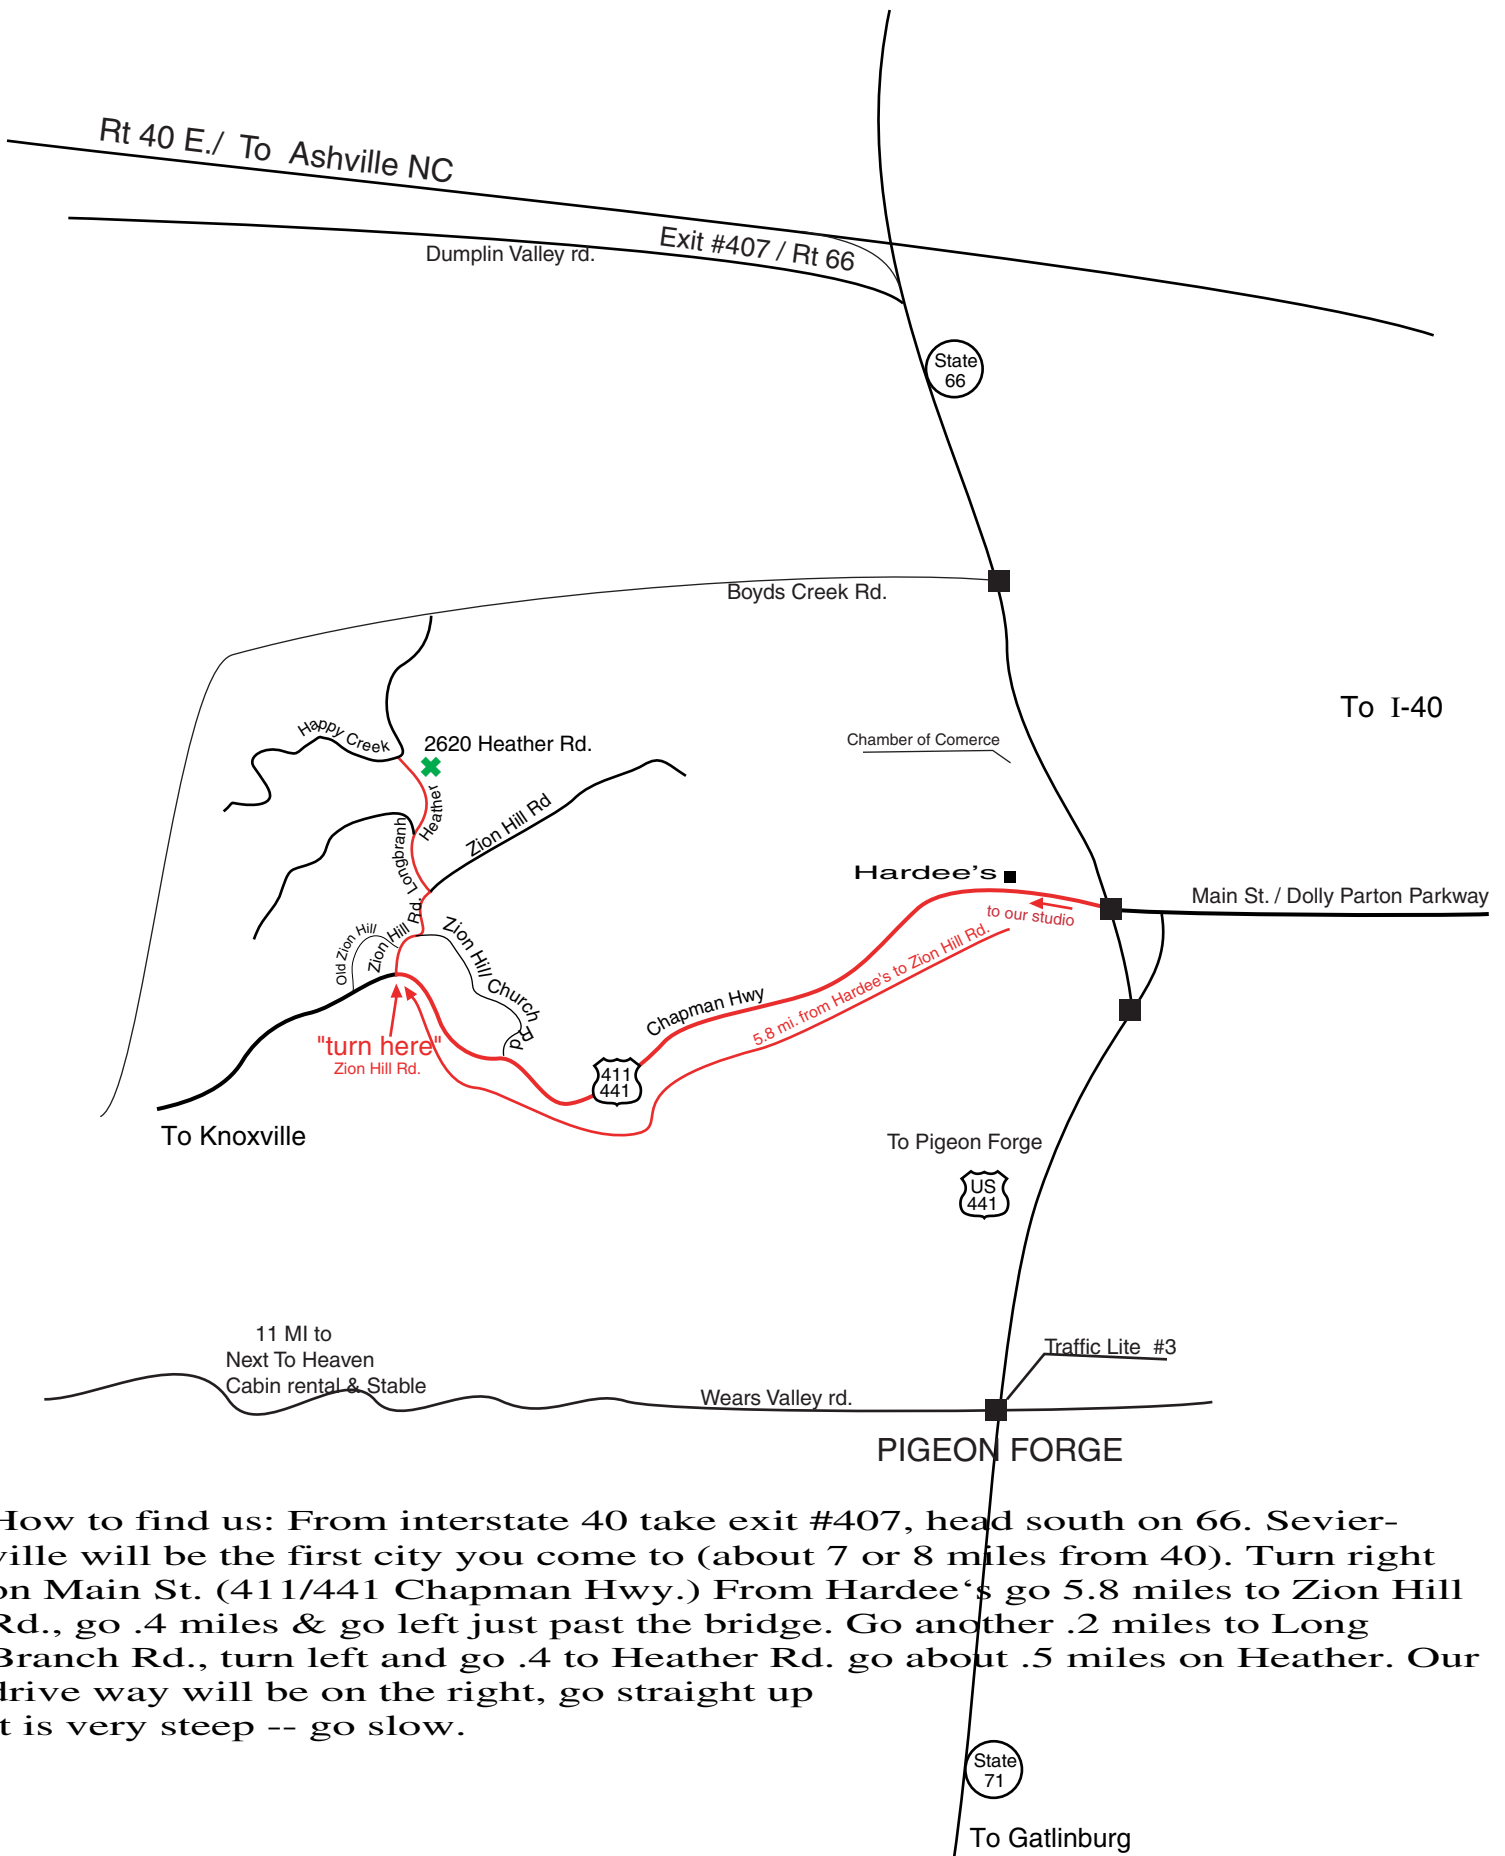 Rt 40 E./ To Ashville NC
Exit #407 / Rt 66
Dumplin Valley rd.
State
66
Boyds Creek Rd.
To I-40
Chamber of Comerce
Happy Creek
2620 Heather Rd.
Heather
Zion Hill Rd
Longbranh
Hardee's
Main St. / Dolly Parton Parkway
to our studio
Old Zion Hill
Zion Hill Rd.
Zion Hill Church Rd
5.8 mi. from Hardee's to Zion Hill Rd.
Chapman Hwy
"turn here"
Zion Hill Rd.
411
441
To Knoxville
To Pigeon Forge
US
441
11 MI to
Next To Heaven
Cabin rental & Stable
Traffic Lite #3
Wears Valley rd.
PIGEON FORGE
How to find us: From interstate 40 take exit #407, head south on 66. Sevier-
ville will be the first city you come to (about 7 or 8 miles from 40). Turn right
on Main St. (411/441 Chapman Hwy.) From Hardee‘s go 5.8 miles to Zion Hill
Rd., go .4 miles & go left just past the bridge. Go another .2 miles to Long
Branch Rd., turn left and go .4 to Heather Rd. go about .5 miles on Heather. Our
drive way will be on the right, go straight up
it is very steep -- go slow.
State
71
To Gatlinburg